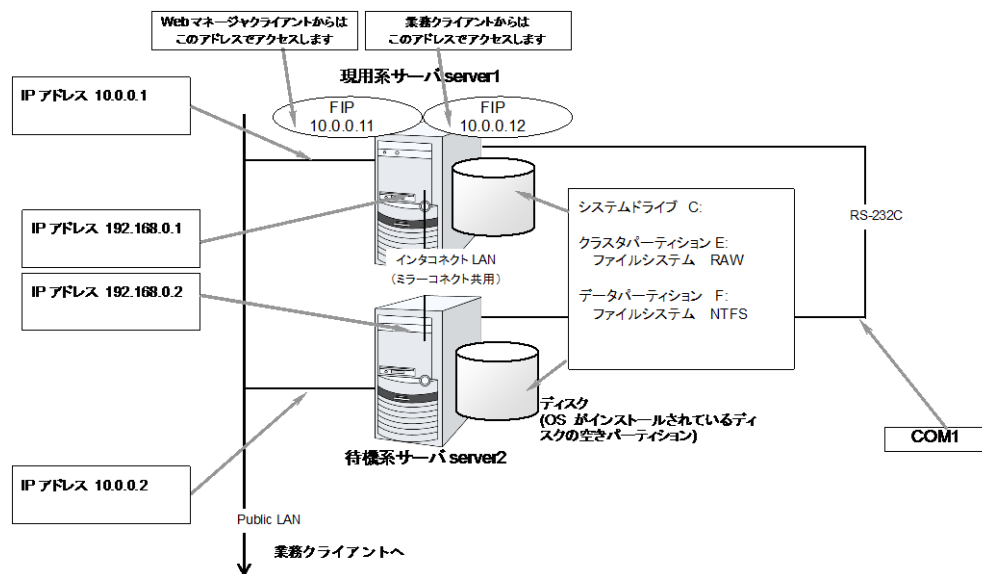 Webマネージャクライアントからは
このアドレスでアクセスします
業務クライアントからは
このアドレスでアクセスします
現用系サーバ server1
IP アドレス 10.0.0.1
FIP
10.0.0.11
FIP
10.0.0.12
IP アドレス 192.168.0.1
システムドライブ C:
クラスタパーティション E:
ファイルシステム RAW
データパーティション F:
ファイルシステム NTFS
RS-232C
インタコネクト LAN
(ミラーコネクト共用)
IP アドレス 192.168.0.2
ディスク
(OS がインストールされているディ
スクの空きパーティション)
COM1
待機系サーバ server2
IP アドレス 10.0.0.2
Public LAN
業務クライアントへ